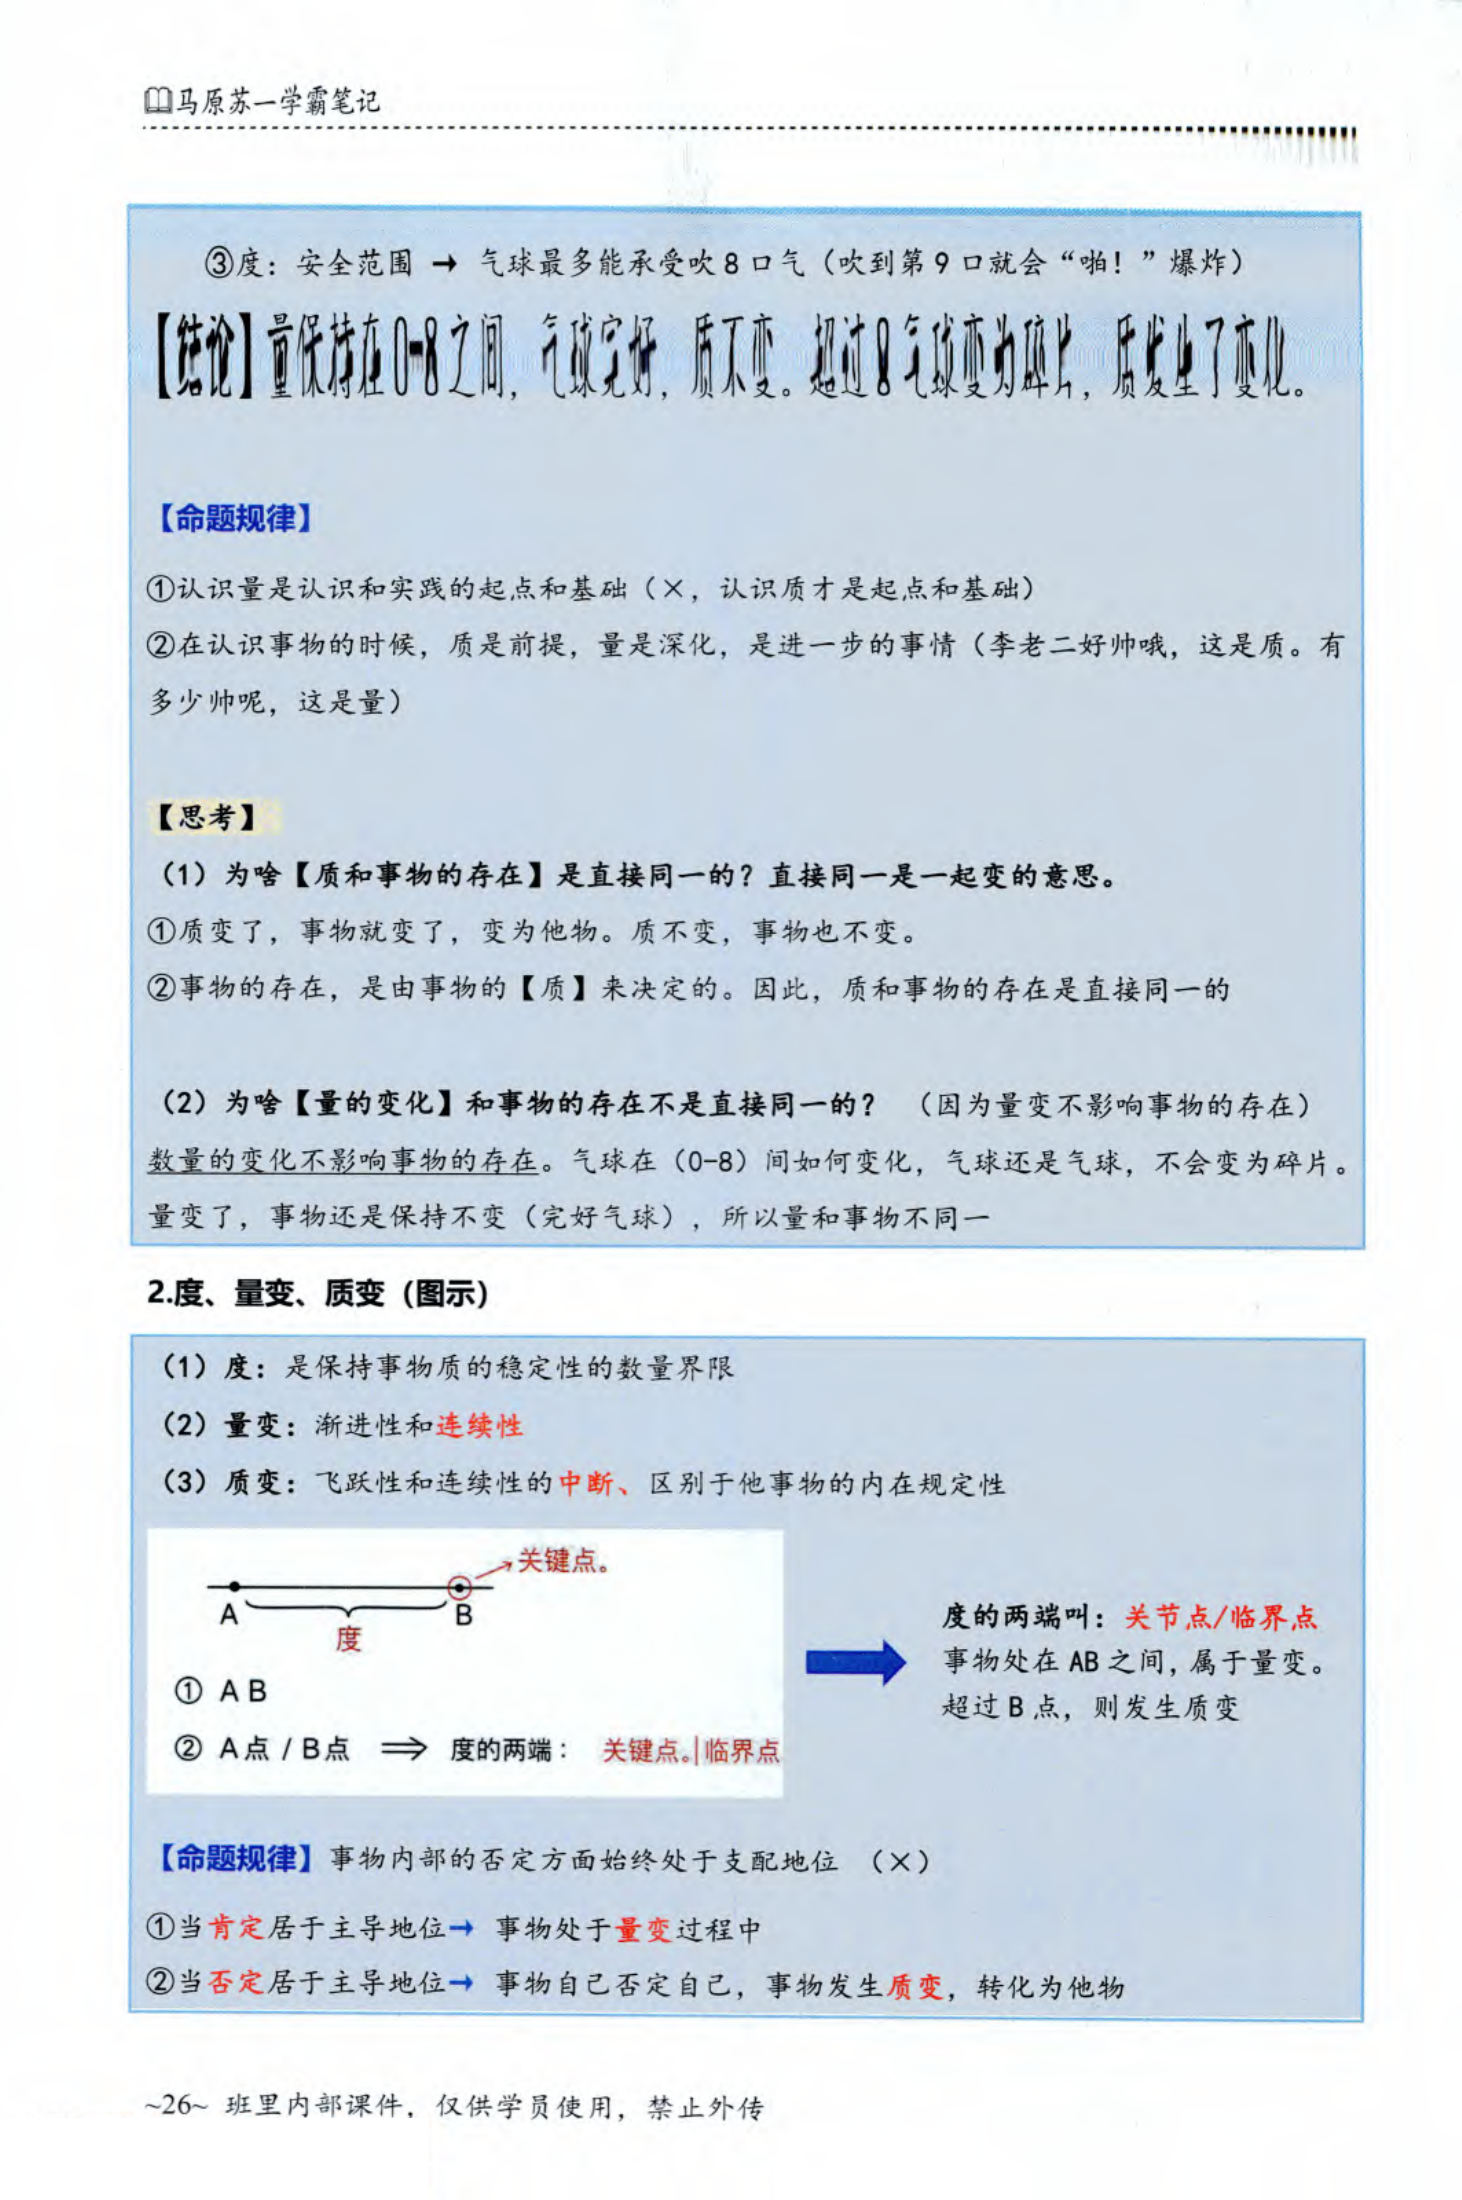 马原苏一学霸笔记
③度：安全范围 → 气球最多能承受吹8口气（吹到第9口就会“啪！”爆炸）
【结论】量保持在0-8之间，气球完好，质不变。超过8气球变为碎片，质发生了变化。
【命题规律】
①认识量是认识和实践的起点和基础（×，认识质才是起点和基础）
②在认识事物的时候，质是前提，量是深化，是进一步的事情（李老二好帅哦，这是质。有
多少帅呢，这是量）
【思考】
（1）为啥【质和事物的存在】是直接同一的？直接同一是一起变的意思。
①质变了，事物就变了，变为他物。质不变，事物也不变。
②事物的存在，是由事物的【质】来决定的。因此，质和事物的存在是直接同一的
（2）为啥【量的变化】和事物的存在不是直接同一的？ （因为量变不影响事物的存在）
数量的变化不影响事物的存在。气球在（0-8）间如何变化，气球还是气球，不会变为碎片。
量变了，事物还是保持不变（完好气球），所以量和事物不同一
2.度、量变、质变（图示）
（1）度：是保持事物质的稳定性的数量界限
（2）量变：渐进性和连续性
（3）质变：飞跃性和连续性的中断、区别于他事物的内在规定性
关键点。
A B
度
① A B
② A点 / B点 ⇒ 度的两端： 关键点。|临界点
度的两端叫：关节点/临界点
事物处在AB之间，属于量变。
超过B点，则发生质变
【命题规律】事物内部的否定方面始终处于支配地位 （×）
①当肯定居于主导地位→ 事物处于量变过程中
②当否定居于主导地位→ 事物自己否定自己，事物发生质变，转化为他物
~26~ 班里内部课件，仅供学员使用，禁止外传